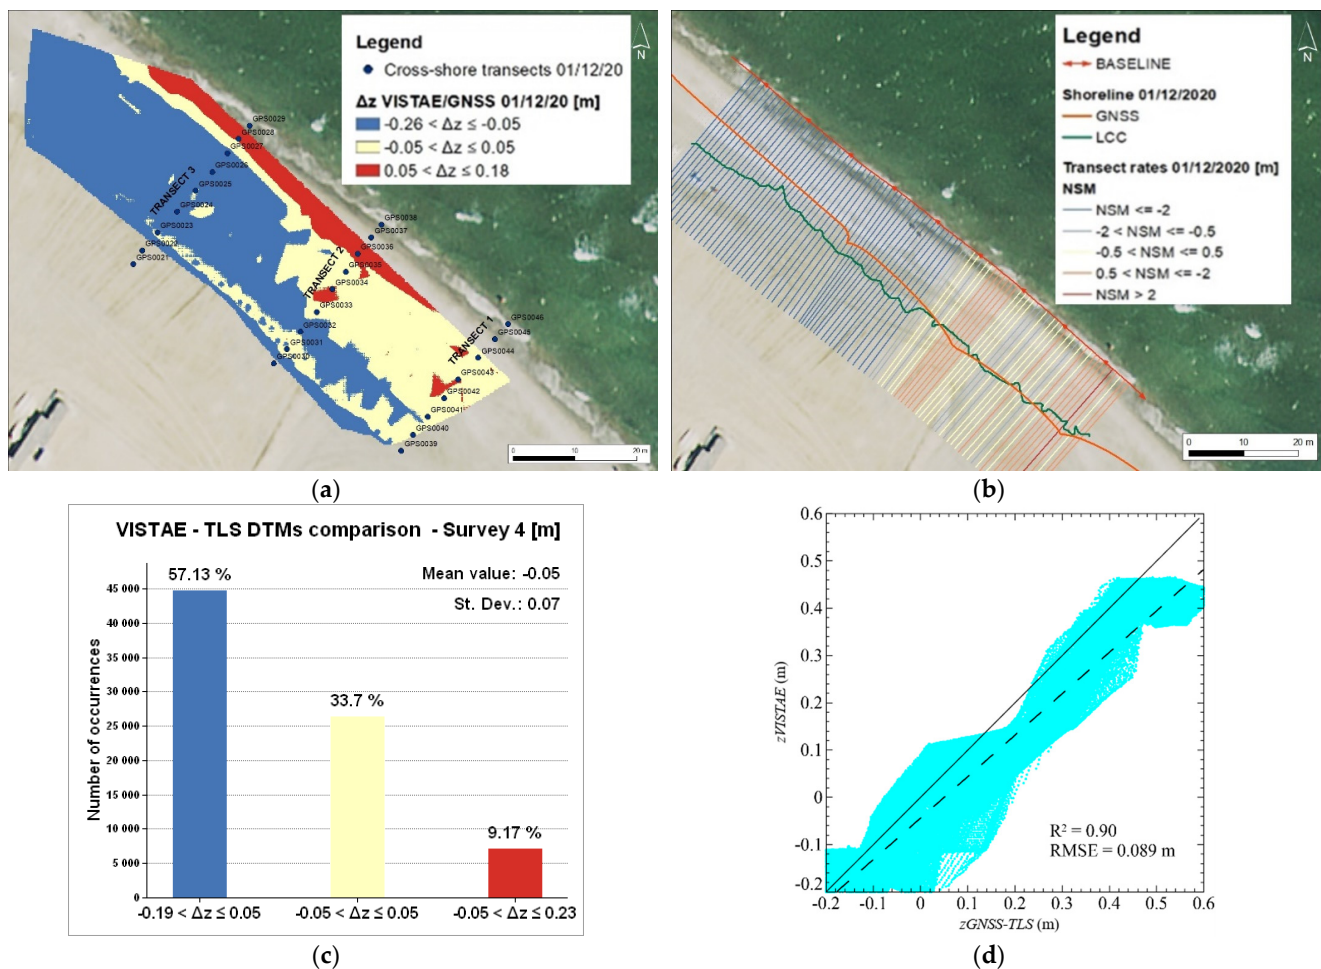 Legend
Cross-shore transects 01/12/20
Δz VISTAE/GNSS 01/12/20 [m]
-0.26 < Δz ≤ -0.05
-0.05 < Δz ≤ 0.05
0.05 < Δz ≤ 0.18
N
GPS0029
GPS0028
GPS0027
GPS0026
GPS0025
GPS0024
GPS0023
GPS0022
GPS0021
TRANSECT 3
GPS0038
GPS0037
GPS0036
GPS0035
GPS0034
GPS0033
GPS0032
GPS0031
GPS0030
TRANSECT 2
GPS0046
GPS0045
GPS0044
GPS0043
GPS0042
GPS0041
GPS0040
GPS0039
TRANSECT 1
0 10 20 m
(a)
Legend
BASELINE
Shoreline 01/12/2020
GNSS
LCC
Transect rates 01/12/2020 [m]
NSM
NSM <= -2
-2 < NSM <= -0.5
-0.5 < NSM <= 0.5
0.5 < NSM <= -2
NSM > 2
N
0 10 20 m
(b)
VISTAE - TLS DTMs comparison - Survey 4 [m]
Mean value: -0.05
St. Dev.: 0.07
57.13 %
33.7 %
9.17 %
Number of occurrences
45 000
40 000
35 000
30 000
25 000
20 000
15 000
10 000
5 000
0
-0.19 < Δz ≤ 0.05 -0.05 < Δz ≤ 0.05 -0.05 < Δz ≤ 0.23
(c)
0.6
0.5
0.4
0.3
0.2
0.1
0
-0.1
-0.2
zVISTAE (m)
R² = 0.90
RMSE = 0.089 m
-0.2 -0.1 0 0.1 0.2 0.3 0.4 0.5 0.6
zGNSS-TLS (m)
(d)